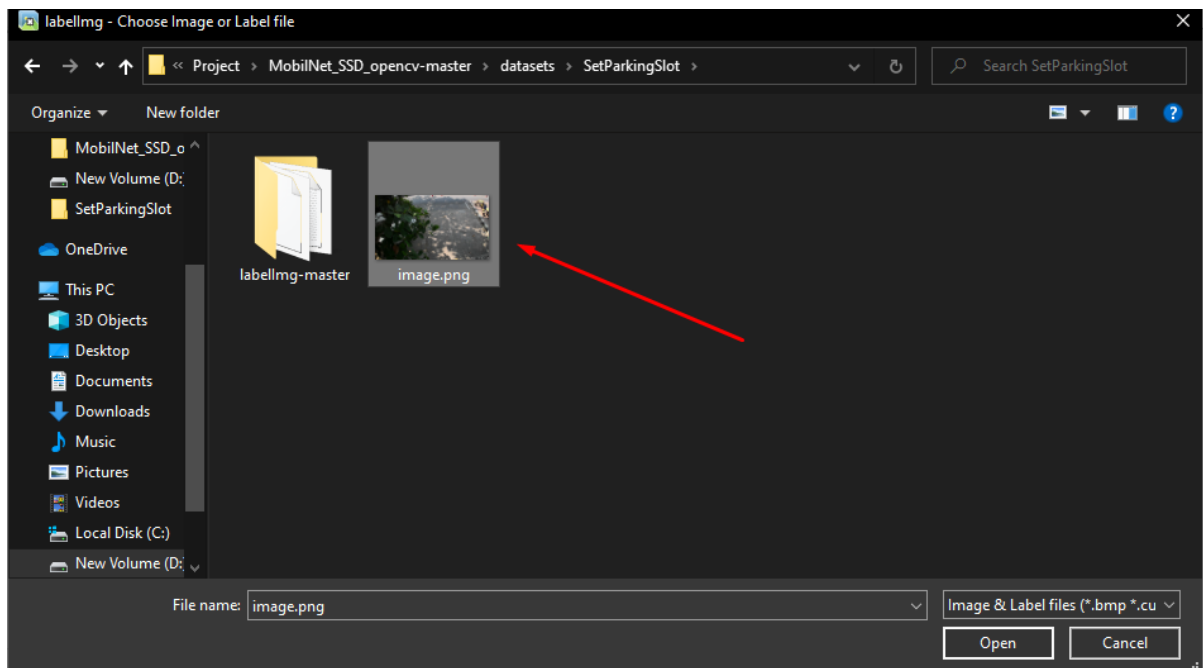 labelImg - Choose Image or Label file
« Project › MobilNet_SSD_opencv-master › datasets › SetParkingSlot ›
Search SetParkingSlot
Organize
New folder
MobilNet_SSD_o
New Volume (D:
SetParkingSlot
OneDrive
This PC
3D Objects
Desktop
Documents
Downloads
Music
Pictures
Videos
Local Disk (C:)
New Volume (D:
labelImg-master
image.png
File name:
image.png
Image & Label files (*.bmp *.cu
Open
Cancel